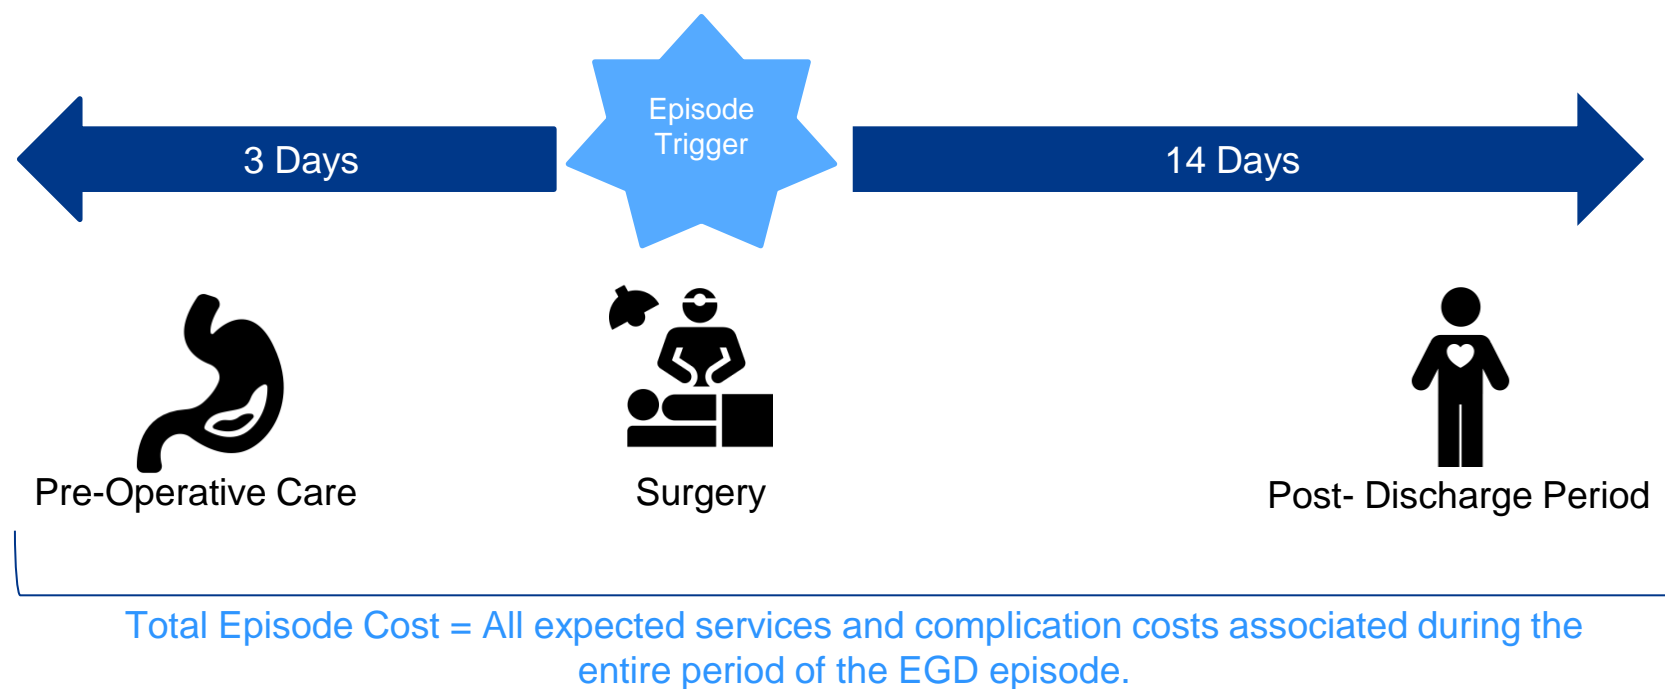 Episode
Trigger
3 Days
14 Days
Pre-Operative Care
Surgery
Post- Discharge Period
Total Episode Cost = All expected services and complication costs associated during the
entire period of the EGD episode.